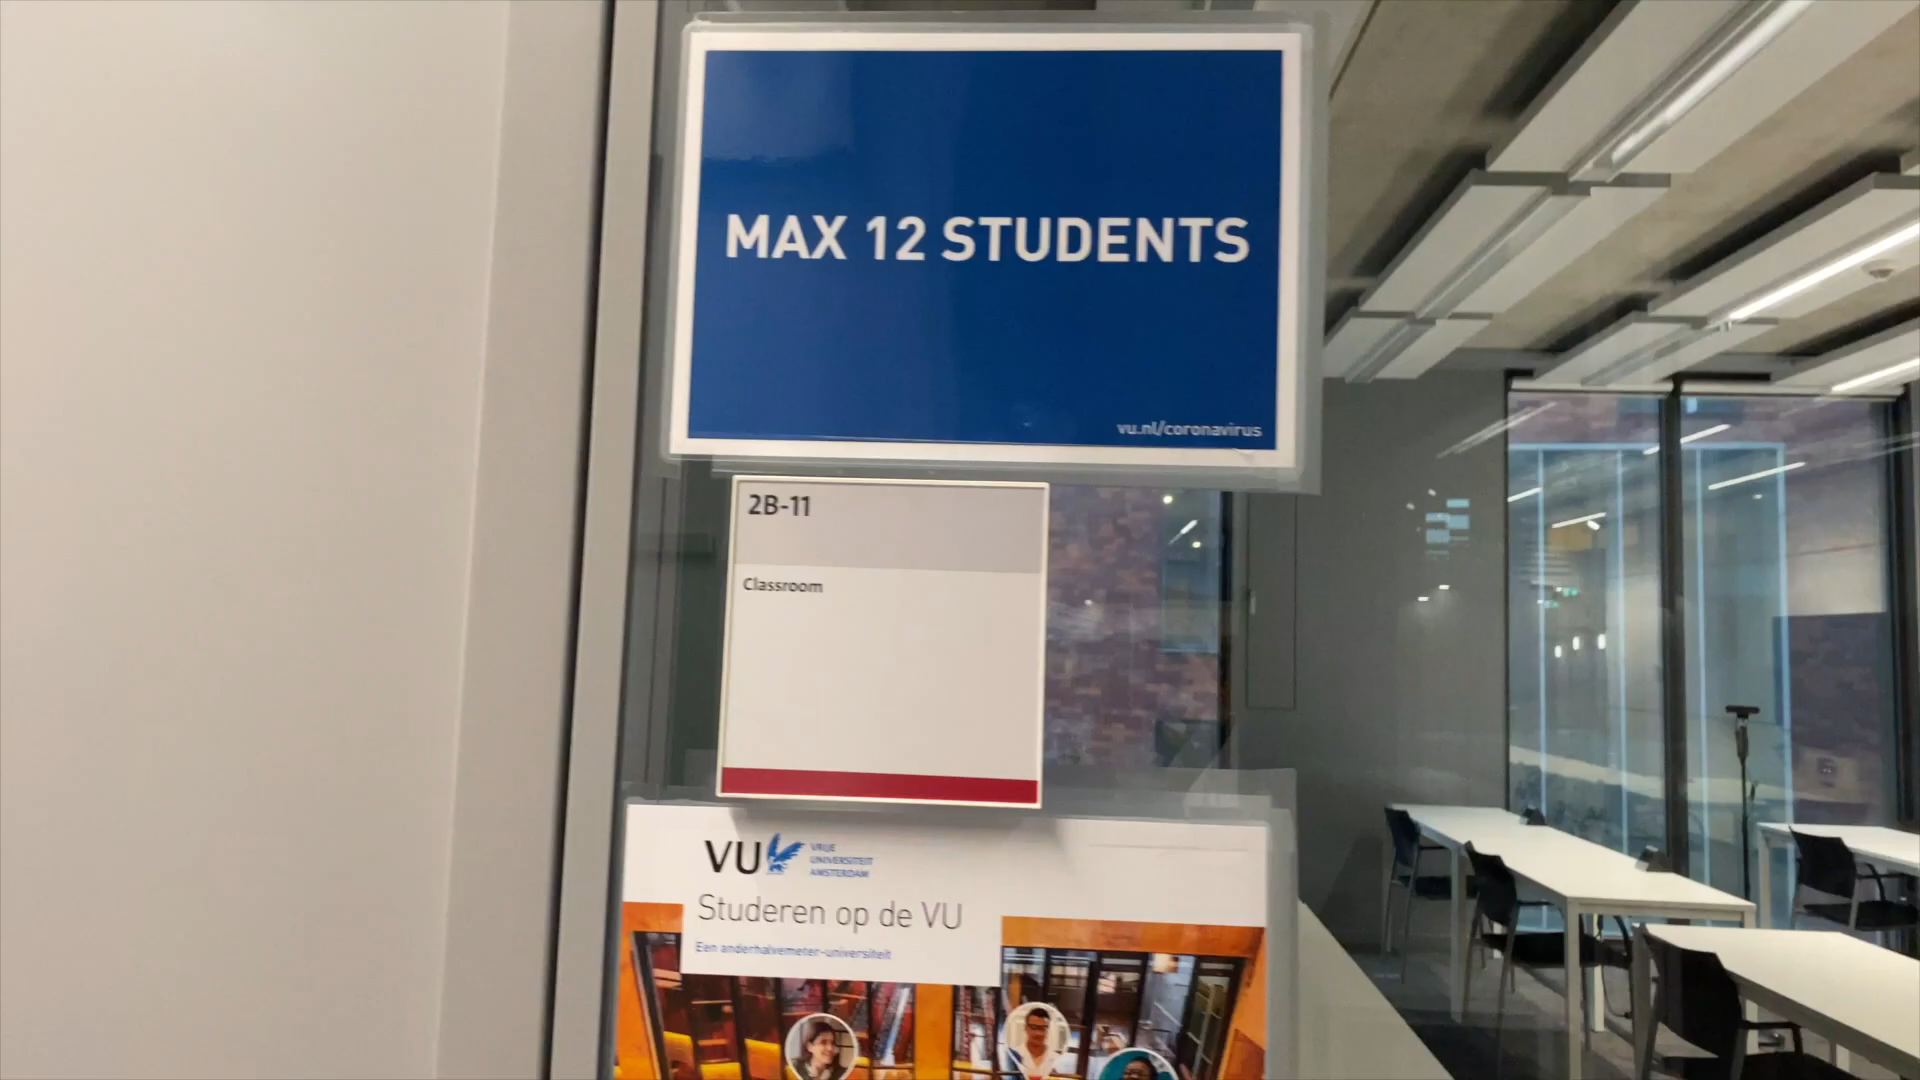 MAX 12 STUDENTS
vu.nl/coronavirus
2B-11
Classroom
VU
VRIJE
UNIVERSITEIT
AMSTERDAM
Studeren op de VU
Een anderhalvemeter-universiteit